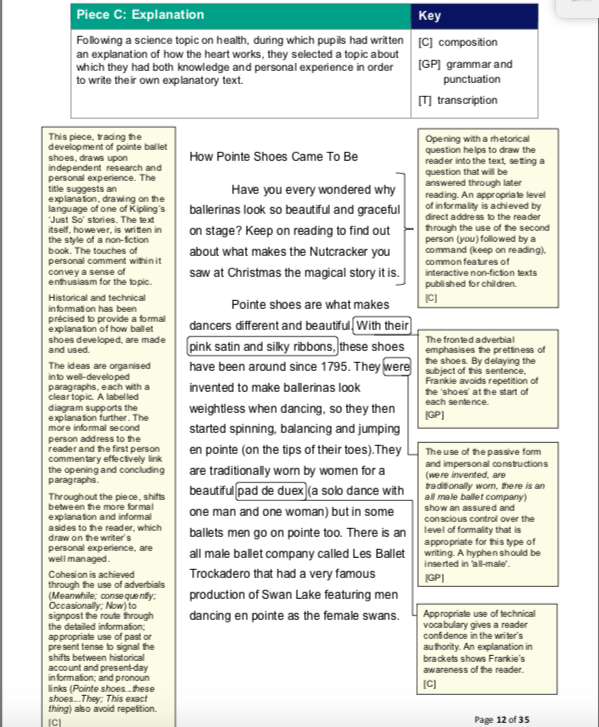 Piece C: Explanation
Following a science topic on health, during which pupils had written
an explanation of how the heart works, they selected a topic about
which they had both knowledge and personal experience in order
to write their own explanatory text.
Key
[C] composition
[GP] grammar and
punctuation
[T] transcription
This piece, tracing the
development of pointe ballet
shoes, draws upon
independent research and
personal experience. The
title suggests an
explanation, drawing on the
language of one of Kipling's
'Just So' stories. The text
itself, however, is written in
the style of a non-fiction
book. The touches of
personal comment within it
convey a sense of
enthusiasm for the topic.
Historical and technical
information has been
précised to provide a formal
explanation of how ballet
shoes developed, are made
and used.
The ideas are organised
into well-developed
paragraphs, each with a
clear topic. A labelled
diagram supports the
explanation further. The
more informal second
person address to the
reader and the first person
commentary effectively link
the opening and concluding
paragraphs.
Throughout the piece, shifts
between the more formal
explanation and informal
asides to the reader, which
draw on the writer's
personal experience, are
well managed.
Cohesion is achieved
through the use of adverbials
(Meanwhile; consequently;
Occasionally; Now) to
signpost the route through
the detailed information;
appropriate use of past or
present tense to signal the
shifts between historical
account and present-day
information; and pronoun
links (Pointe shoes...these
shoes...They; This exact
thing) also avoid repetition.
[C]
How Pointe Shoes Came To Be
Have you every wondered why
ballerinas look so beautiful and graceful
on stage? Keep on reading to find out
about what makes the Nutcracker you
saw at Christmas the magical story it is.
Pointe shoes are what makes
dancers different and beautiful. With their
pink satin and silky ribbons, these shoes
have been around since 1795. They were
invented to make ballerinas look
weightless when dancing, so they then
started spinning, balancing and jumping
en pointe (on the tips of their toes).They
are traditionally worn by women for a
beautiful pad de duex (a solo dance with
one man and one woman) but in some
ballets men go on pointe too. There is an
all male ballet company called Les Ballet
Trockadero that had a very famous
production of Swan Lake featuring men
dancing en pointe as the female swans.
Opening with a rhetorical
question helps to draw the
reader into the text, setting a
question that will be
answered through later
reading. An appropriate level
of informality is achieved by
direct address to the reader
through the use of the second
person (you) followed by a
command (keep on reading),
common features of
interactive non-fiction texts
published for children.
[C]
The fronted adverbial
emphasises the prettiness of
the shoes. By delaying the
subject of this sentence,
Frankie avoids repetition of
the 'shoes' at the start of
each sentence.
[GP]
The use of the passive form
and impersonal constructions
(were invented, are
traditionally worn, there is an
all male ballet company)
show an assured and
conscious control over the
level of formality that is
appropriate for this type of
writing. A hyphen should be
inserted in 'all-male'.
[GP]
Appropriate use of technical
vocabulary gives a reader
confidence in the writer's
authority. An explanation in
brackets shows Frankie's
awareness of the reader.
[C]
Page 12 of 35